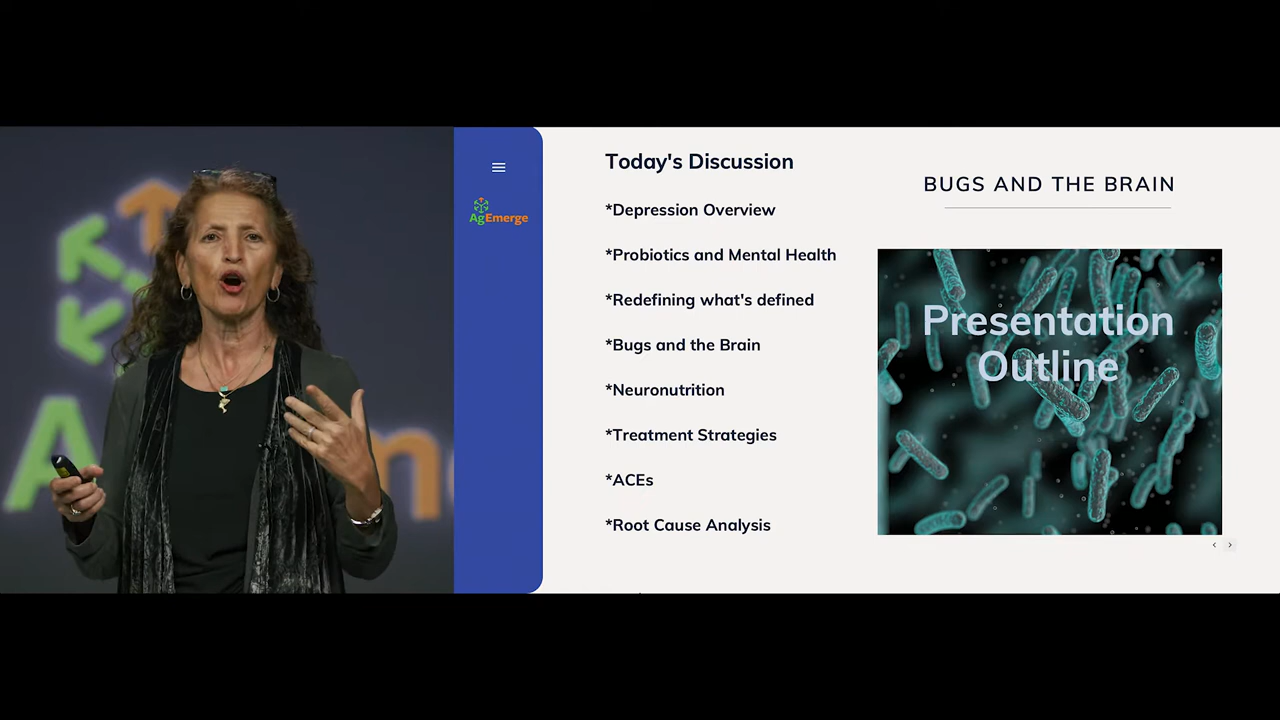 AgEmerge
Today's Discussion
*Depression Overview
*Probiotics and Mental Health
*Redefining what's defined
*Bugs and the Brain
*Neuronutrition
*Treatment Strategies
*ACEs
*Root Cause Analysis
BUGS AND THE BRAIN
Presentation
Outline